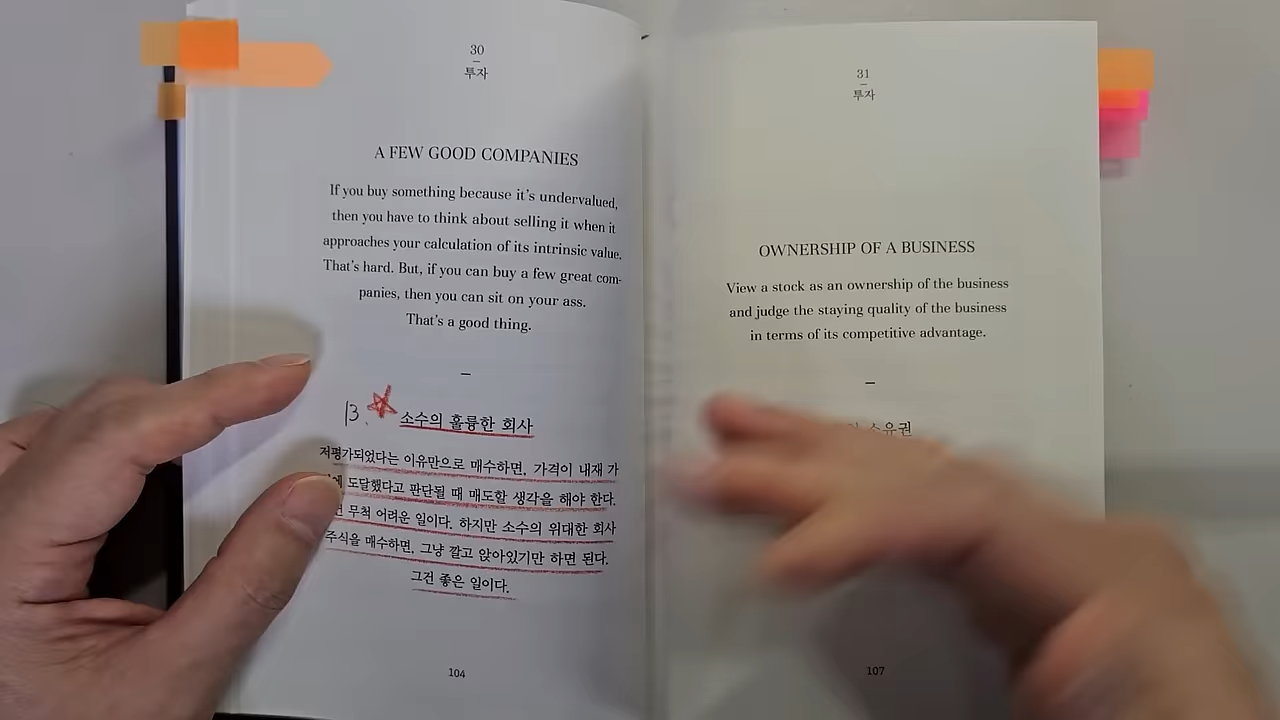 30
투자
A FEW GOOD COMPANIES
If you buy something because it's undervalued,
then you have to think about selling it when it
approaches your calculation of its intrinsic value.
That's hard. But, if you can buy a few great com-
panies, then you can sit on your ass.
That's a good thing.
13. 소수의 훌륭한 회사
저평가되었다는 이유만으로 매수하면, 가격이 내재 가
도달했다고 판단될 때 매도할 생각을 해야 한다.
무척 어려운 일이다. 하지만 소수의 위대한 회사
주식을 매수하면, 그냥 깔고 앉아있기만 하면 된다.
그건 좋은 일이다.
104
31
투자
OWNERSHIP OF A BUSINESS
View a stock as an ownership of the business
and judge the staying quality of the business
in terms of its competitive advantage.
소유권
107